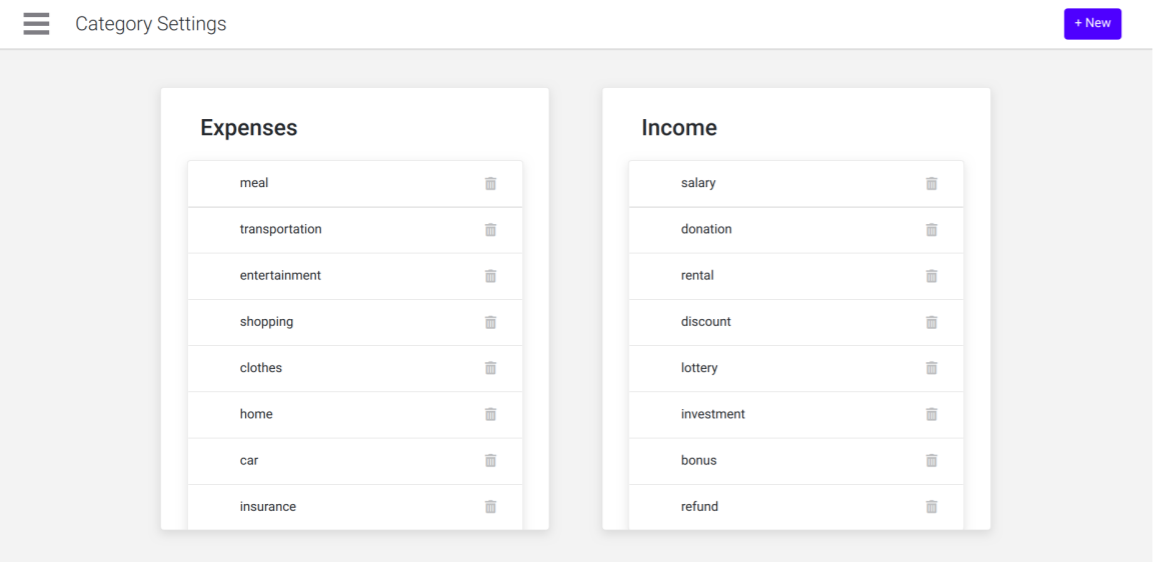 Category Settings
+ New
Expenses
meal
transportation
entertainment
shopping
clothes
home
car
insurance
Income
salary
donation
rental
discount
lottery
investment
bonus
refund